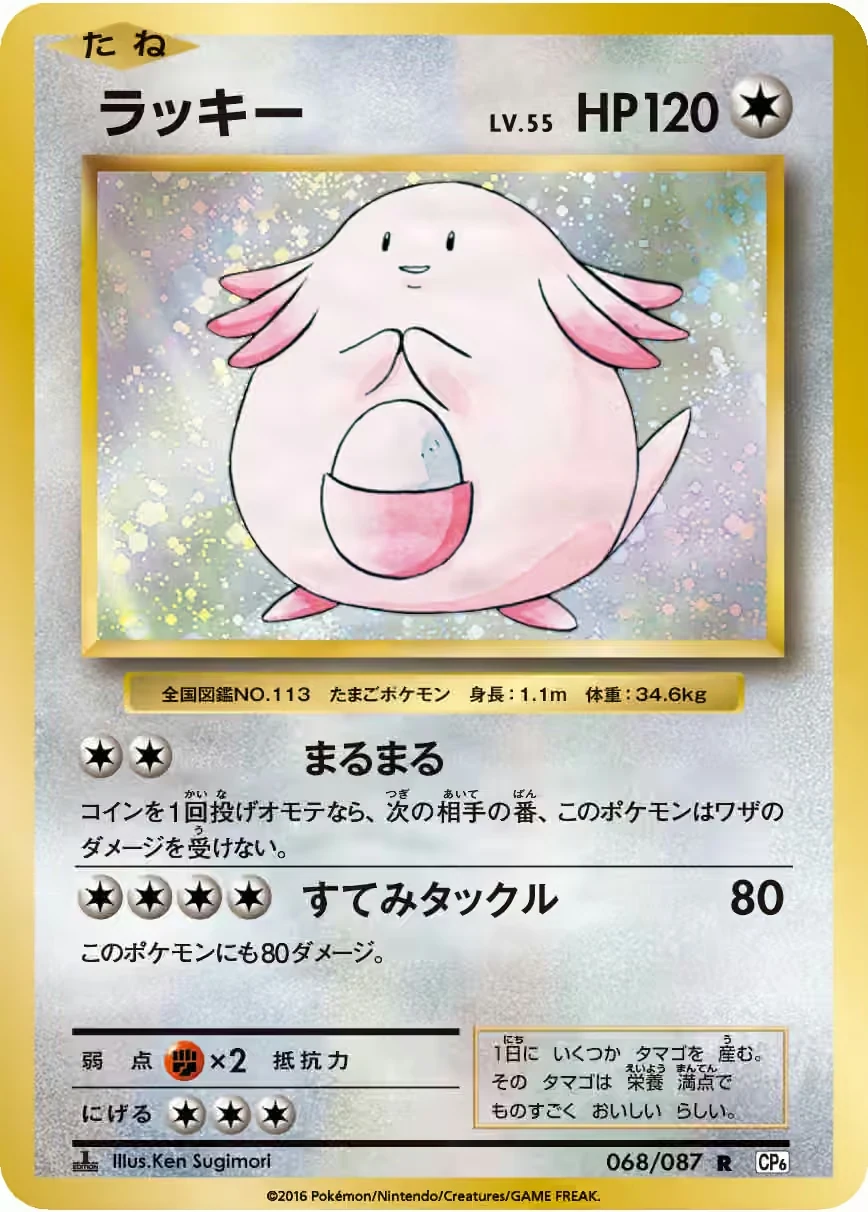 たね
ラッキー LV.55 HP120
全国図鑑NO.113 たまごポケモン 身長:1.1m 体重:34.6kg
まるまる
コインを1回投げオモテなら、次の相手の番、このポケモンはワザの
ダメージを受けない。
すてみタックル 80
このポケモンにも80ダメージ。
弱点 ×2 抵抗力
にげる
1日に いくつか タマゴを 産む。
その タマゴは 栄養 満点で
ものすごく おいしい らしい。
1 EDITION Illus.Ken Sugimori 068/087 R CP6
©2016 Pokémon/Nintendo/Creatures/GAME FREAK.